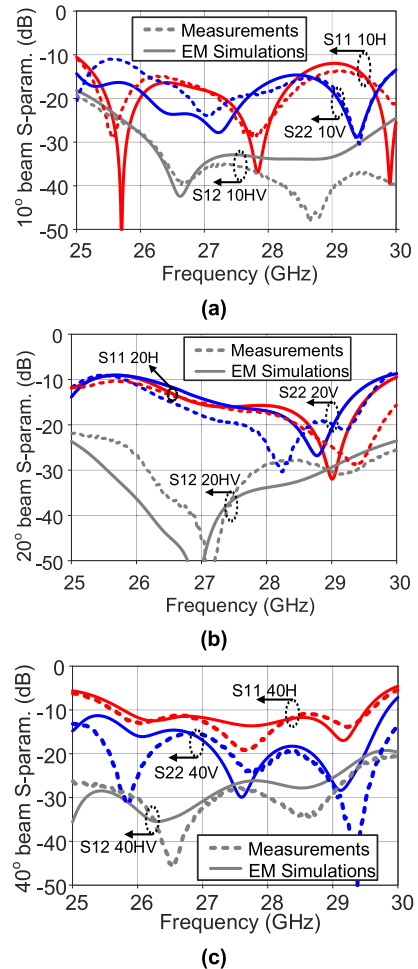 0
-10
-20
-30
-40
-50
10° beam S-param. (dB)
Measurements
EM Simulations
S11 10H
S22 10V
S12 10HV
25 26 27 28 29 30
Frequency (GHz)
(a)
0
-10
-20
-30
-40
-50
20° beam S-param. (dB)
S11 20H
Measurements
EM Simulations
S22 20V
S12 20HV
25 26 27 28 29 30
Frequency (GHz)
(b)
0
-10
-20
-30
-40
-50
40° beam S-param. (dB)
S11 40H
S22 40V
S12 40HV
Measurements
EM Simulations
25 26 27 28 29 30
Frequency (GHz)
(c)